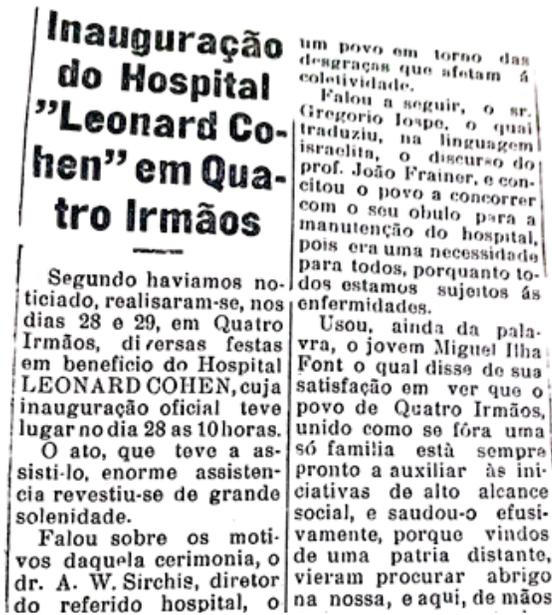 Inauguração
do Hospital
"Leonard Co-
hen" em Qua-
tro Irmãos
Segundo haviamos no-
ticiado, realisaram-se, nos
dias 28 e 29, em Quatro
Irmãos, diversas festas
em beneficio do Hospital
LEONARD COHEN, cuja
inauguração oficial teve
lugar no dia 28 as 10 horas.
O ato, que teve a as-
sisti-lo, enorme assisten-
cia revestiu-se de grande
solenidade.
Falou sobre os moti-
vos daquela cerimonia, o
dr. A. W. Sirchis, diretor
do referido hospital, o
um povo em torno das
desgraças que afetam á
coletividade.
Falou a seguir, o sr.
Gregorio Iospe, o qual
traduziu, na linguagem
israelita, o discurso do
prof. João Frainer, e con-
citou o povo a concorrer
com o seu obulo para a
manutenção do hospital,
pois era uma necessidade
para todos, porquanto to-
dos estamos sujeitos ás
enfermidades.
Usou, ainda da pala-
vra, o jovem Miguel Ilha
Font o qual disse de sua
satisfação em ver que o
povo de Quatro Irmãos,
unido como se fôra uma
só familia està sempre
pronto a auxiliar às ini-
ciativas de alto alcance
social, e saudou-o efusi-
vamente, porque vindos
de uma patria distante,
vieram procurar abrigo
na nossa, e aqui, de mãos